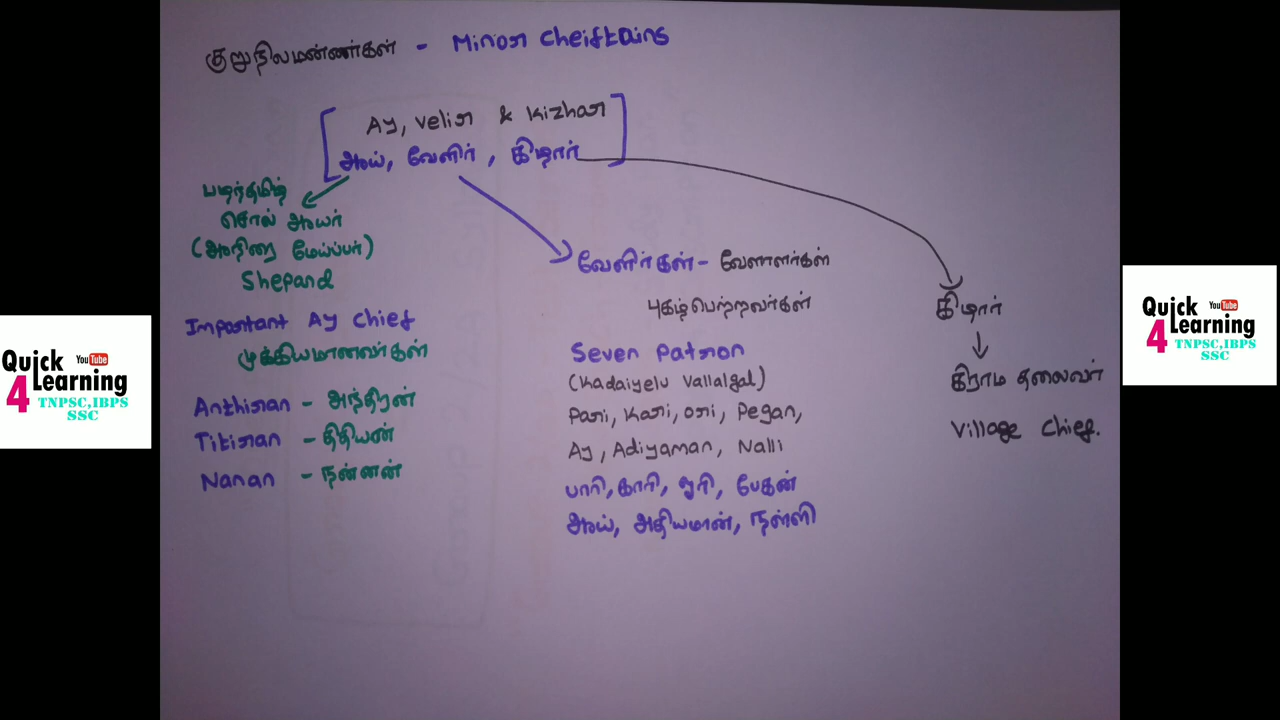 குறுநிலமன்னர்கள் - Minor Cheiftains
Ay, Velir & Kizhar
ஆய், வேளிர், கிழார்
பழந்தமிழ்
சொல் ஆயர்
(ஆநிரை மேய்ப்பர்)
Sheperd
Important Ay Chief
முக்கியமானவர்கள்
Anthiran - அந்திரன்
Titiran - திதியன்
Nanan - நன்னன்
வேளிர்கள் - வேளாளர்கள்
புகழ்பெற்றவர்கள்
Seven Patron
(Kadaiyelu Vallalgal)
Pari, Kari, Ori, Pegan,
Ay, Adiyaman, Nalli
பாரி, காரி, ஓரி, பேகன்
ஆய், அதியமான், நள்ளி
கிழார்
கிராம தலைவர்
Village Chief.
Quick YouTube
4 Learning
TNPSC,IBPS
SSC
Quick YouTube
4 Learning
TNPSC,IBPS
SSC